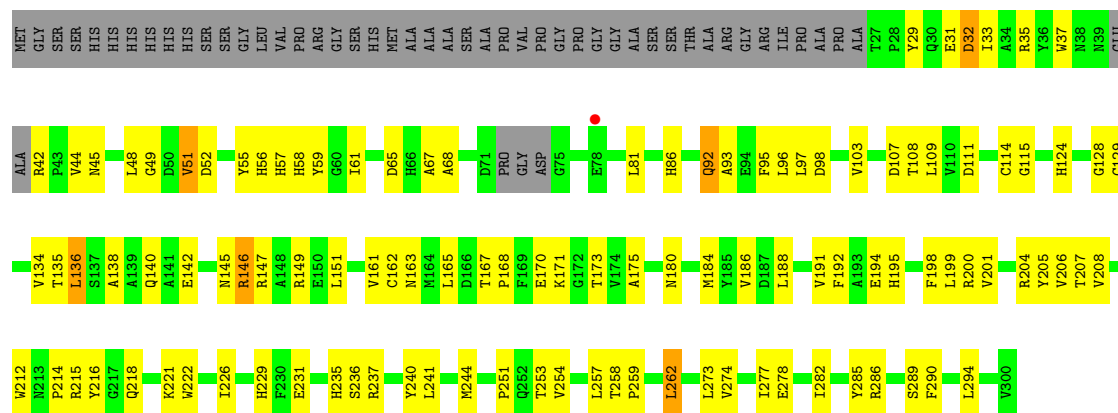 MET GLY SER SER HIS HIS HIS HIS HIS HIS SER SER GLY LEU VAL PRO ARG GLY SER HIS MET ALA ALA ALA SER ALA PRO VAL PRO GLY PRO GLY GLY ALA SER SER THR ALA ARG GLY ARG ILE PRO ALA PRO ALA T27 P28 Y29 Q30 E31 D32 I33 A34 R35 Y36 W37 N38 N39 GLU
ALA R42 P43 V44 N45 L48 G49 D50 V51 D52 Y55 H56 H57 H58 Y59 G60 I61 D65 H66 A67 A68 D71 PRO GLY ASP G75 E78 L81 H86 Q92 A93 E94 F95 L96 L97 D98 V103 D107 T108 L109 V110 D111 C114 G115 H124 G128 C129
V134 T135 L136 S137 A138 A139 Q140 A141 E142 N145 R146 R147 A148 R149 E150 L151 V161 C162 N163 M164 L165 D166 T167 P168 F169 E170 K171 G172 T173 V174 A175 N180 M184 Y185 V186 D187 L188 V191 F192 A193 E194 H195 F198 L199 R200 V201 R204 Y205 V206 T207 V208
W212 N213 P214 R215 Y216 G217 Q218 K221 W222 I226 H229 F230 E231 H235 S236 R237 Y240 L241 M244 P251 Q252 T253 V254 L257 T258 P259 L262 L273 V274 I277 E278 I282 Y285 R286 S289 F290 L294 V300